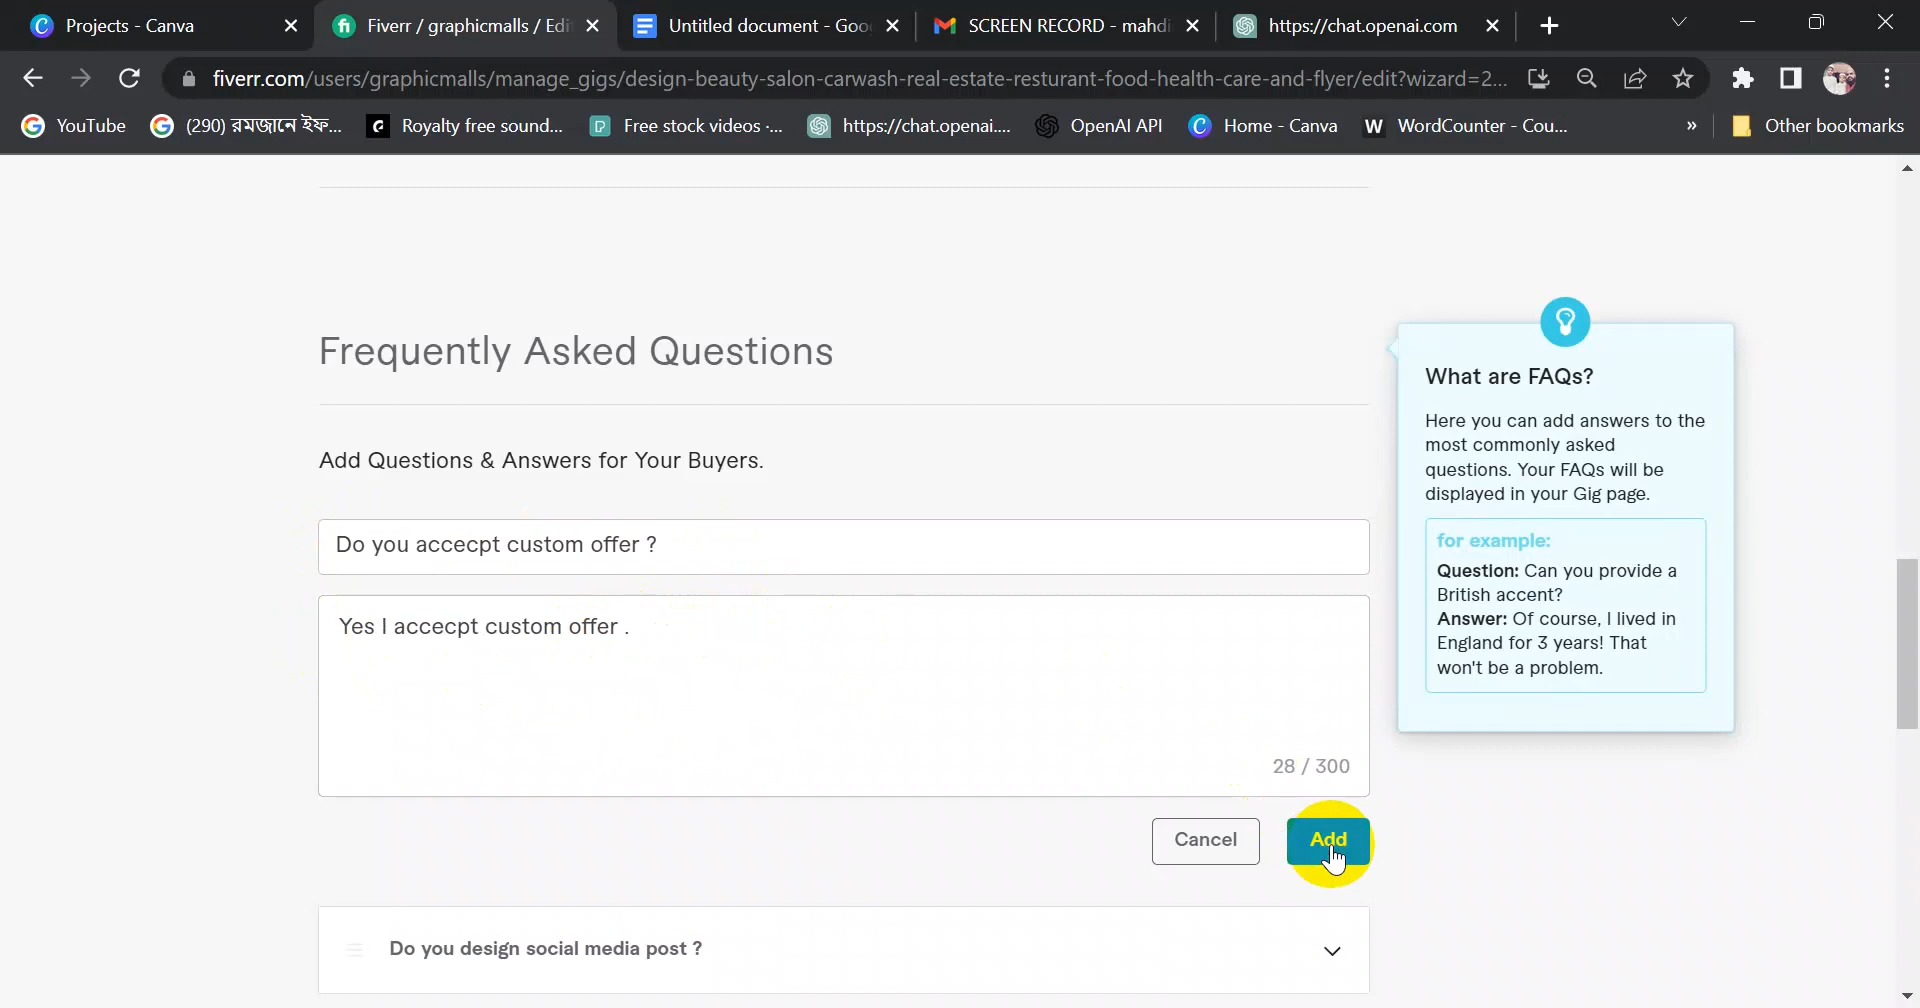 Projects - Canva
Fiverr / graphicmalls / Edi
Untitled document - Goo
SCREEN RECORD - mahdi
https://chat.openai.com
fiverr.com/users/graphicmalls/manage_gigs/design-beauty-salon-carwash-real-estate-resturant-food-health-care-and-flyer/edit?wizard=2...
YouTube
(290) রমজানে ইফ...
Royalty free sound...
Free stock videos ·...
https://chat.openai....
OpenAI API
Home - Canva
W WordCounter - Cou...
»
Other bookmarks
Frequently Asked Questions
Add Questions & Answers for Your Buyers.
Do you accecpt custom offer ?
Yes I accecpt custom offer .
28 / 300
Cancel
Add
Do you design social media post ?
What are FAQs?
Here you can add answers to the
most commonly asked
questions. Your FAQs will be
displayed in your Gig page.
for example:
Question: Can you provide a
British accent?
Answer: Of course, I lived in
England for 3 years! That
won't be a problem.